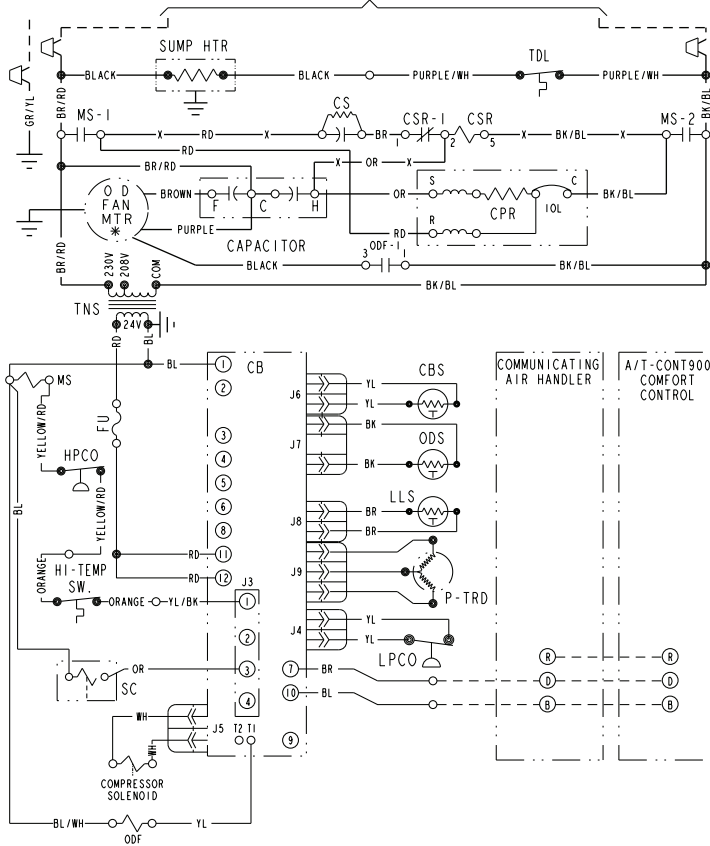 SUMP HTR
TDL
BLACK
BLACK
PURPLE/WH
PURPLE/WH
GR/YL
BR/RD
BK/BL
MS-1
CS
CSR-1
CSR
MS-2
X RD X
BR
1
2
5
X BK/BL X
RD
X OR X
BR/RD
O D
FAN
MTR
*
BROWN
F
C
H
OR
S
CPR
IOL
C
BK/BL
PURPLE
CAPACITOR
RD
R
BR/RD
BLACK
3
ODF-1
1
BK/BL
BK/BL
230V
208V
COM
BK/BL
TNS
24V
RD
BL
BL
1
CB
2
MS
YELLOW/RD
FU
HPCO
BL
YELLOW/RD
ORANGE
HI-TEMP
SW.
ORANGE
YL/BK
3
4
5
6
8
RD
11
RD
12
J3
1
2
3
4
OR
SC
WH
WH
J5
T2
T1
9
COMPRESSOR
SOLENOID
BL/WH
ODF
YL
J6
YL
YL
CBS
J7
BK
BK
ODS
J8
BR
BR
LLS
J9
P-TRD
J4
YL
YL
LPCO
7
BR
10
BL
COMMUNICATING
AIR HANDLER
A/T-CONT900
COMFORT
CONTROL
R
R
D
D
B
B